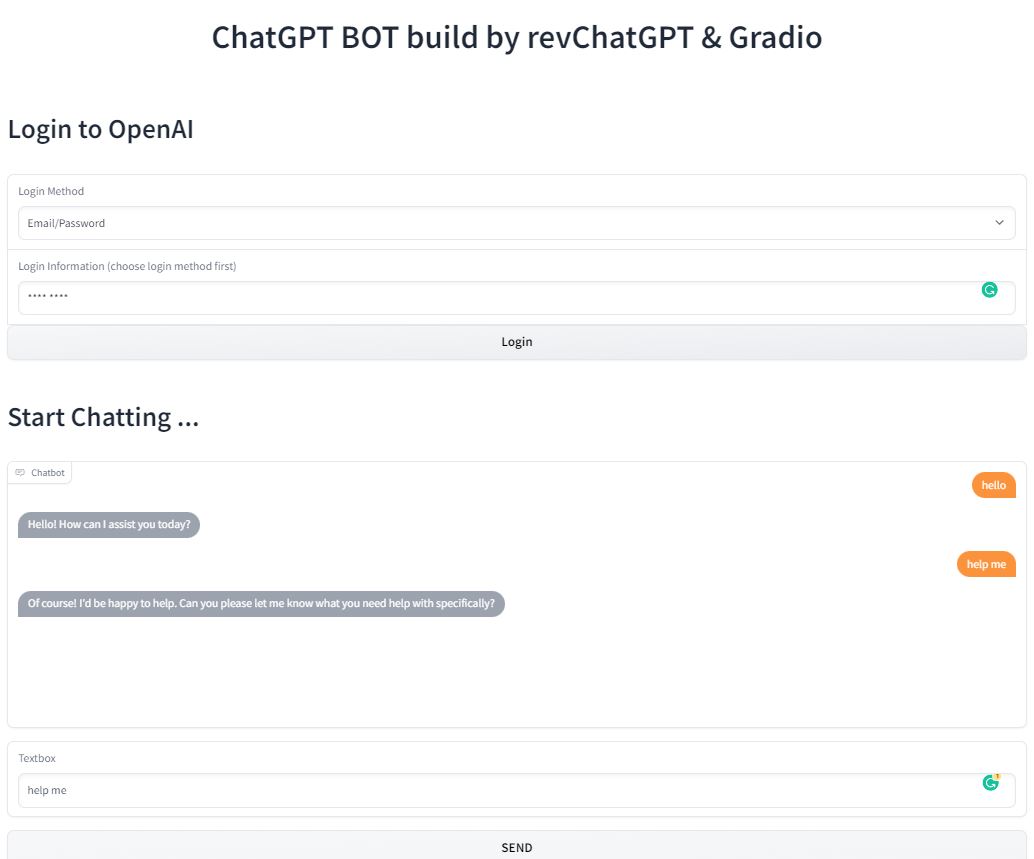 ChatGPT BOT build by revChatGPT & Gradio
Login to OpenAI
Login Method
Email/Password
Login Information (choose login method first)
**** ****
Login
Start Chatting ...
Chatbot
hello
Hello! How can I assist you today?
help me
Of course! I'd be happy to help. Can you please let me know what you need help with specifically?
Textbox
1
help me
SEND